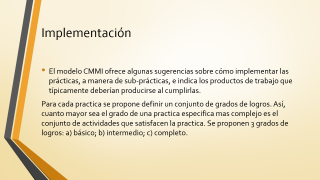 Implementación
• El modelo CMMI ofrece algunas sugerencias sobre cómo implementar las
prácticas, a manera de sub-prácticas, e indica los productos de trabajo que
típicamente deberían producirse al cumplirlas.
Para cada practica se propone definir un conjunto de grados de logros. Así,
cuanto mayor sea el grado de una practica especifica mas complejo es el
conjunto de actividades que satisfacen la practica. Se proponen 3 grados de
logros: a) básico; b) intermedio; c) completo.